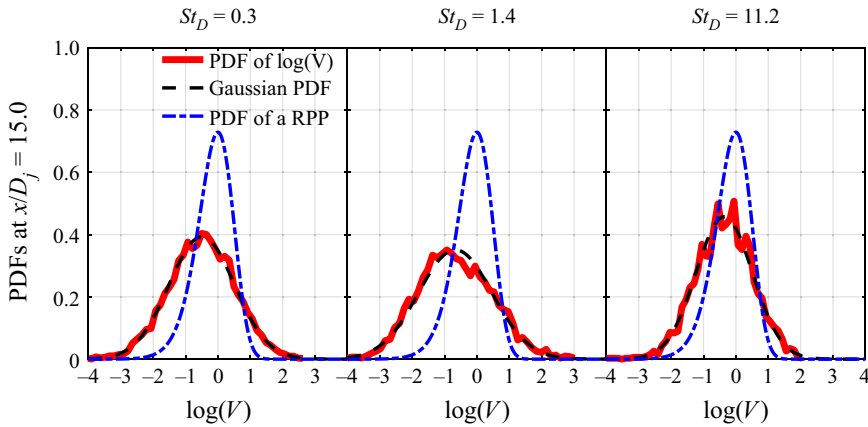 St_D = 0.3 St_D = 1.4 St_D = 11.2
1.0
0.8
0.6
0.4
0.2
0
PDFs at x/D_j = 15.0
PDF of log(V)
Gaussian PDF
PDF of a RPP
–4 –3 –2 –1 0 1 2 3 –4 –3 –2 –1 0 1 2 3 –4 –3 –2 –1 0 1 2 3 4
log(V) log(V) log(V)